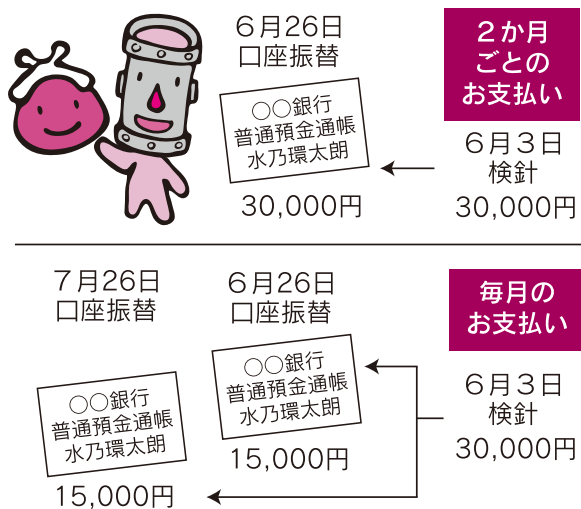 2か月
ごとの
お支払い
6月3日
検針
30,000円
6月26日
口座振替
○○銀行
普通預金通帳
水乃環太朗
30,000円
毎月の
お支払い
6月3日
検針
30,000円
6月26日
口座振替
○○銀行
普通預金通帳
水乃環太朗
15,000円
7月26日
口座振替
○○銀行
普通預金通帳
水乃環太朗
15,000円